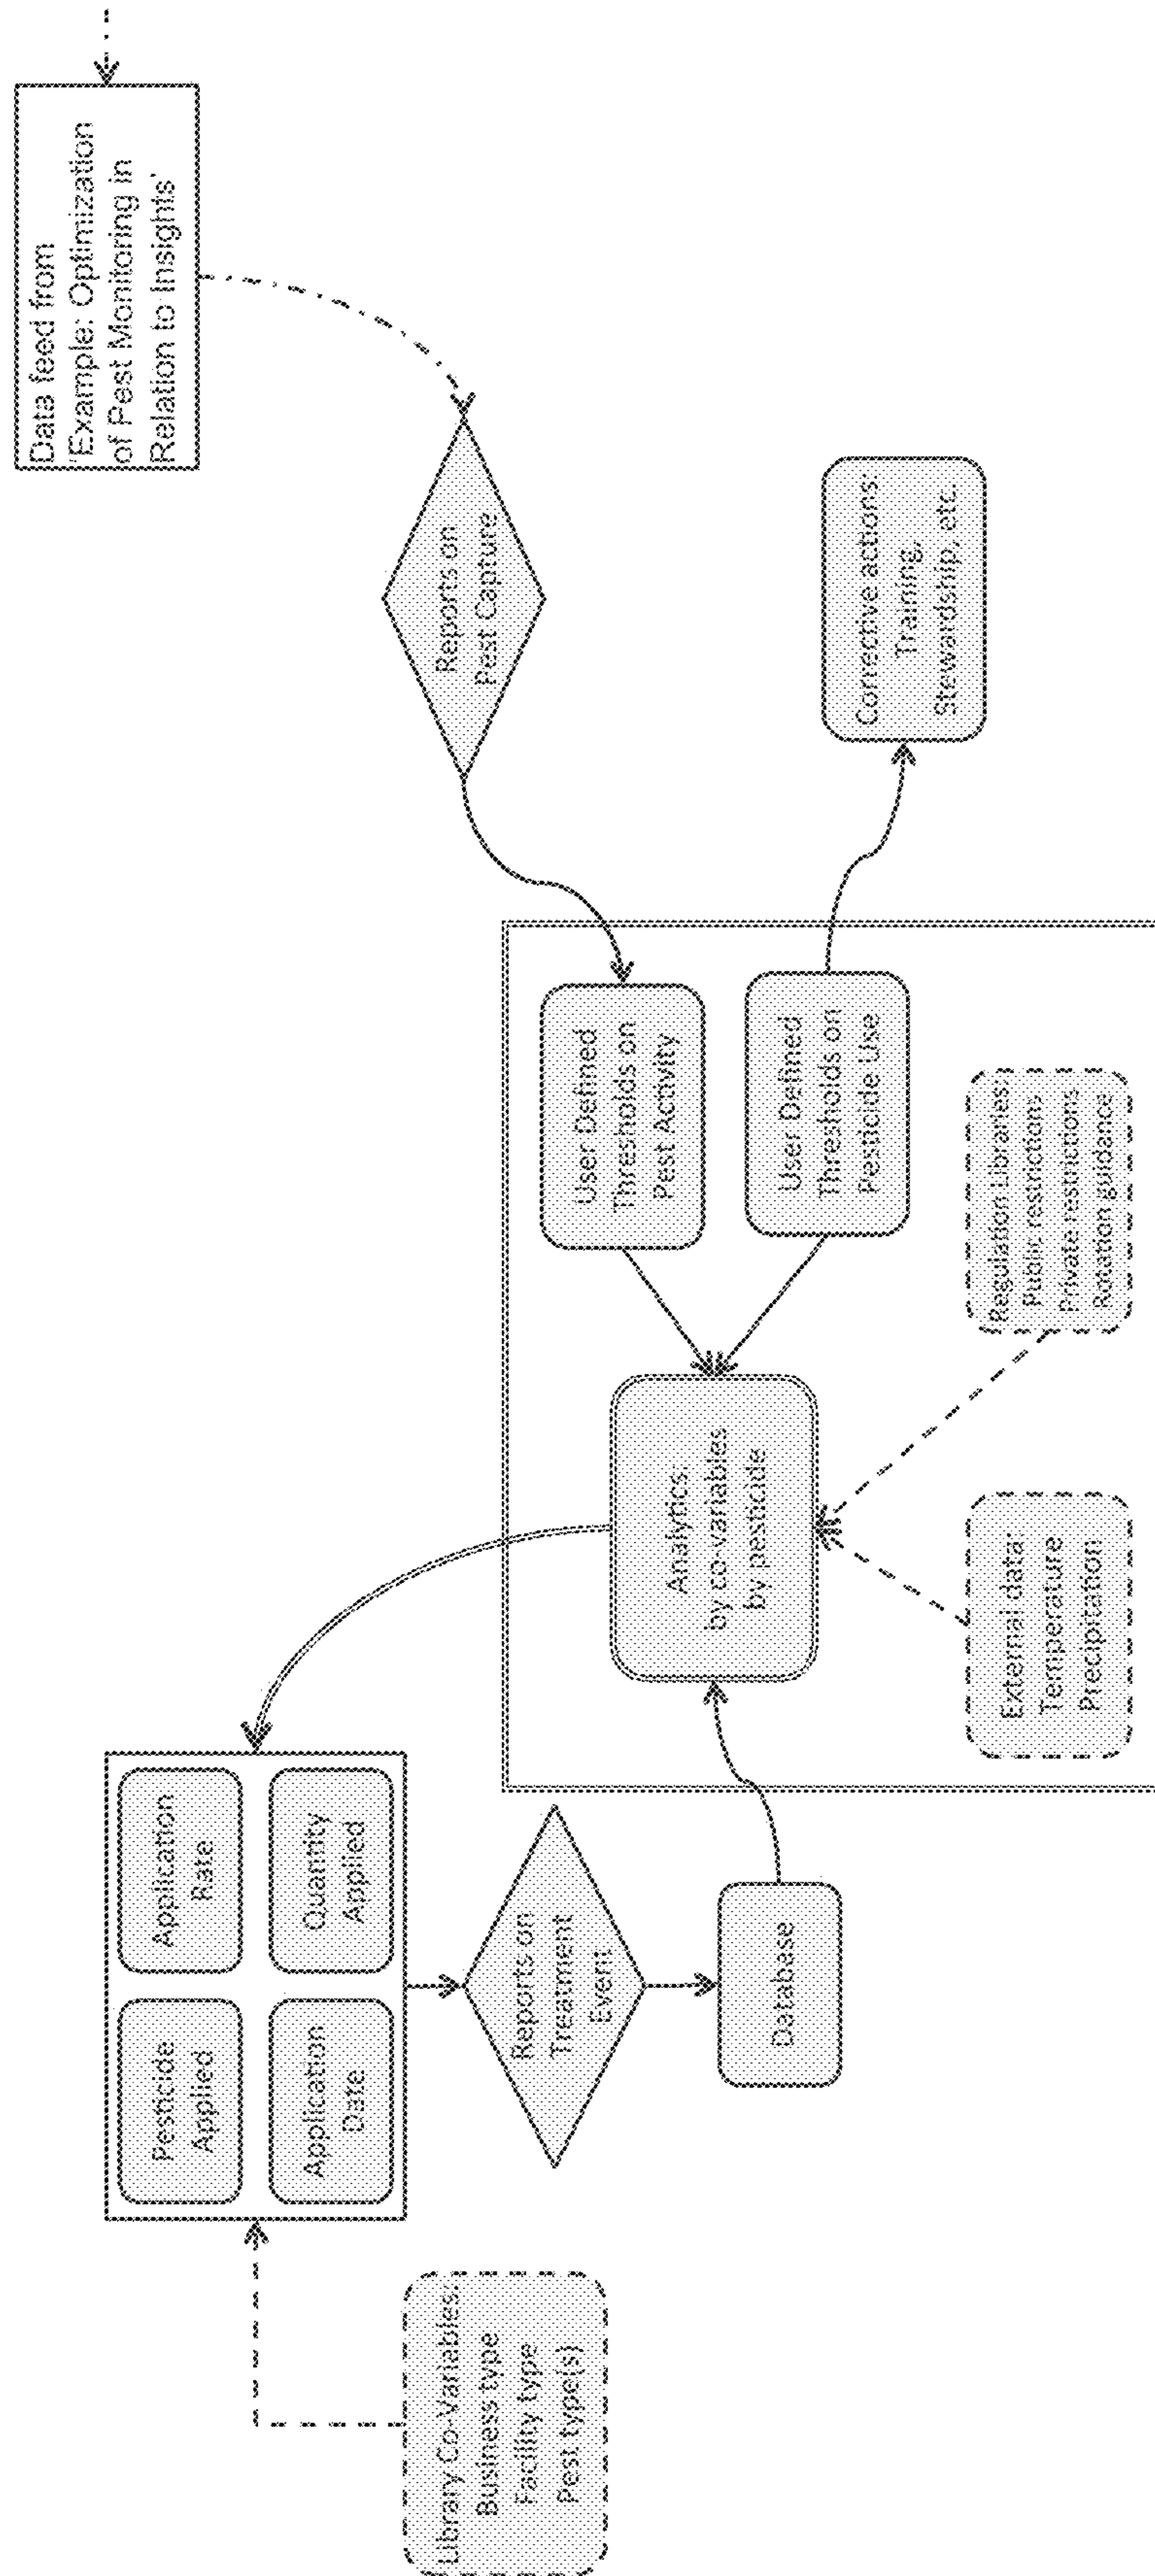 Library Co-Variables:
Business type
Facility type
Pest type(s)
Pesticide
Applied
Application
Rate
Application
Date
Quantity
Applied
Reports on
Treatment
Event
Database
Analytics:
by co-variables
by pesticide
External data:
Temperature
Precipitation
Regulation Libraries:
Public restrictions
Private restrictions
Rotation guidance
User Defined
Thresholds on
Pest Activity
User Defined
Thresholds on
Pesticide Use
Reports on
Pest Capture
Corrective actions:
Training,
Stewardship, etc.
Data feed from
'Example: Optimization
of Pest Monitoring in
Relation to Insights'